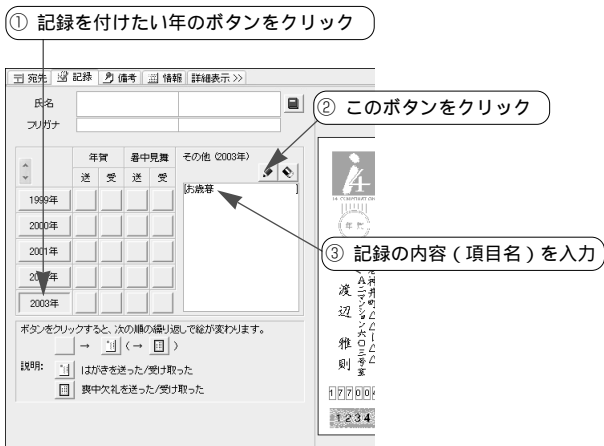 ① 記録を付けたい年のボタンをクリック
宛先 記録 備考 情報 詳細表示 >>
氏名
② このボタンをクリック
フリガナ
年賀 暑中見舞 その他(2003年)
送 受 送 受
お歳暮
1999年
2000年
③ 記録の内容(項目名)を入力
2001年
2003年
渡辺 雅則
ボタンをクリックすると、次の順の繰り返しで絵が変わります。
→ (→ )
説明: はがきを送った/受け取った
喪中欠礼を送った/受け取った
17700
1234